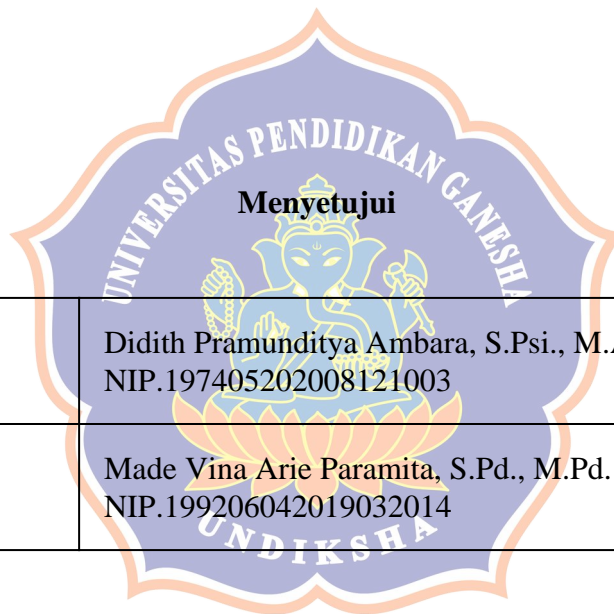 UNIVERSITAS PENDIDIKAN GANESHA
Menyetujui
Didith Pramunditya Ambara, S.Psi., M.A
NIP.197405202008121003
Made Vina Arie Paramita, S.Pd., M.Pd.
NIP.199206042019032014
UNDIKSHA